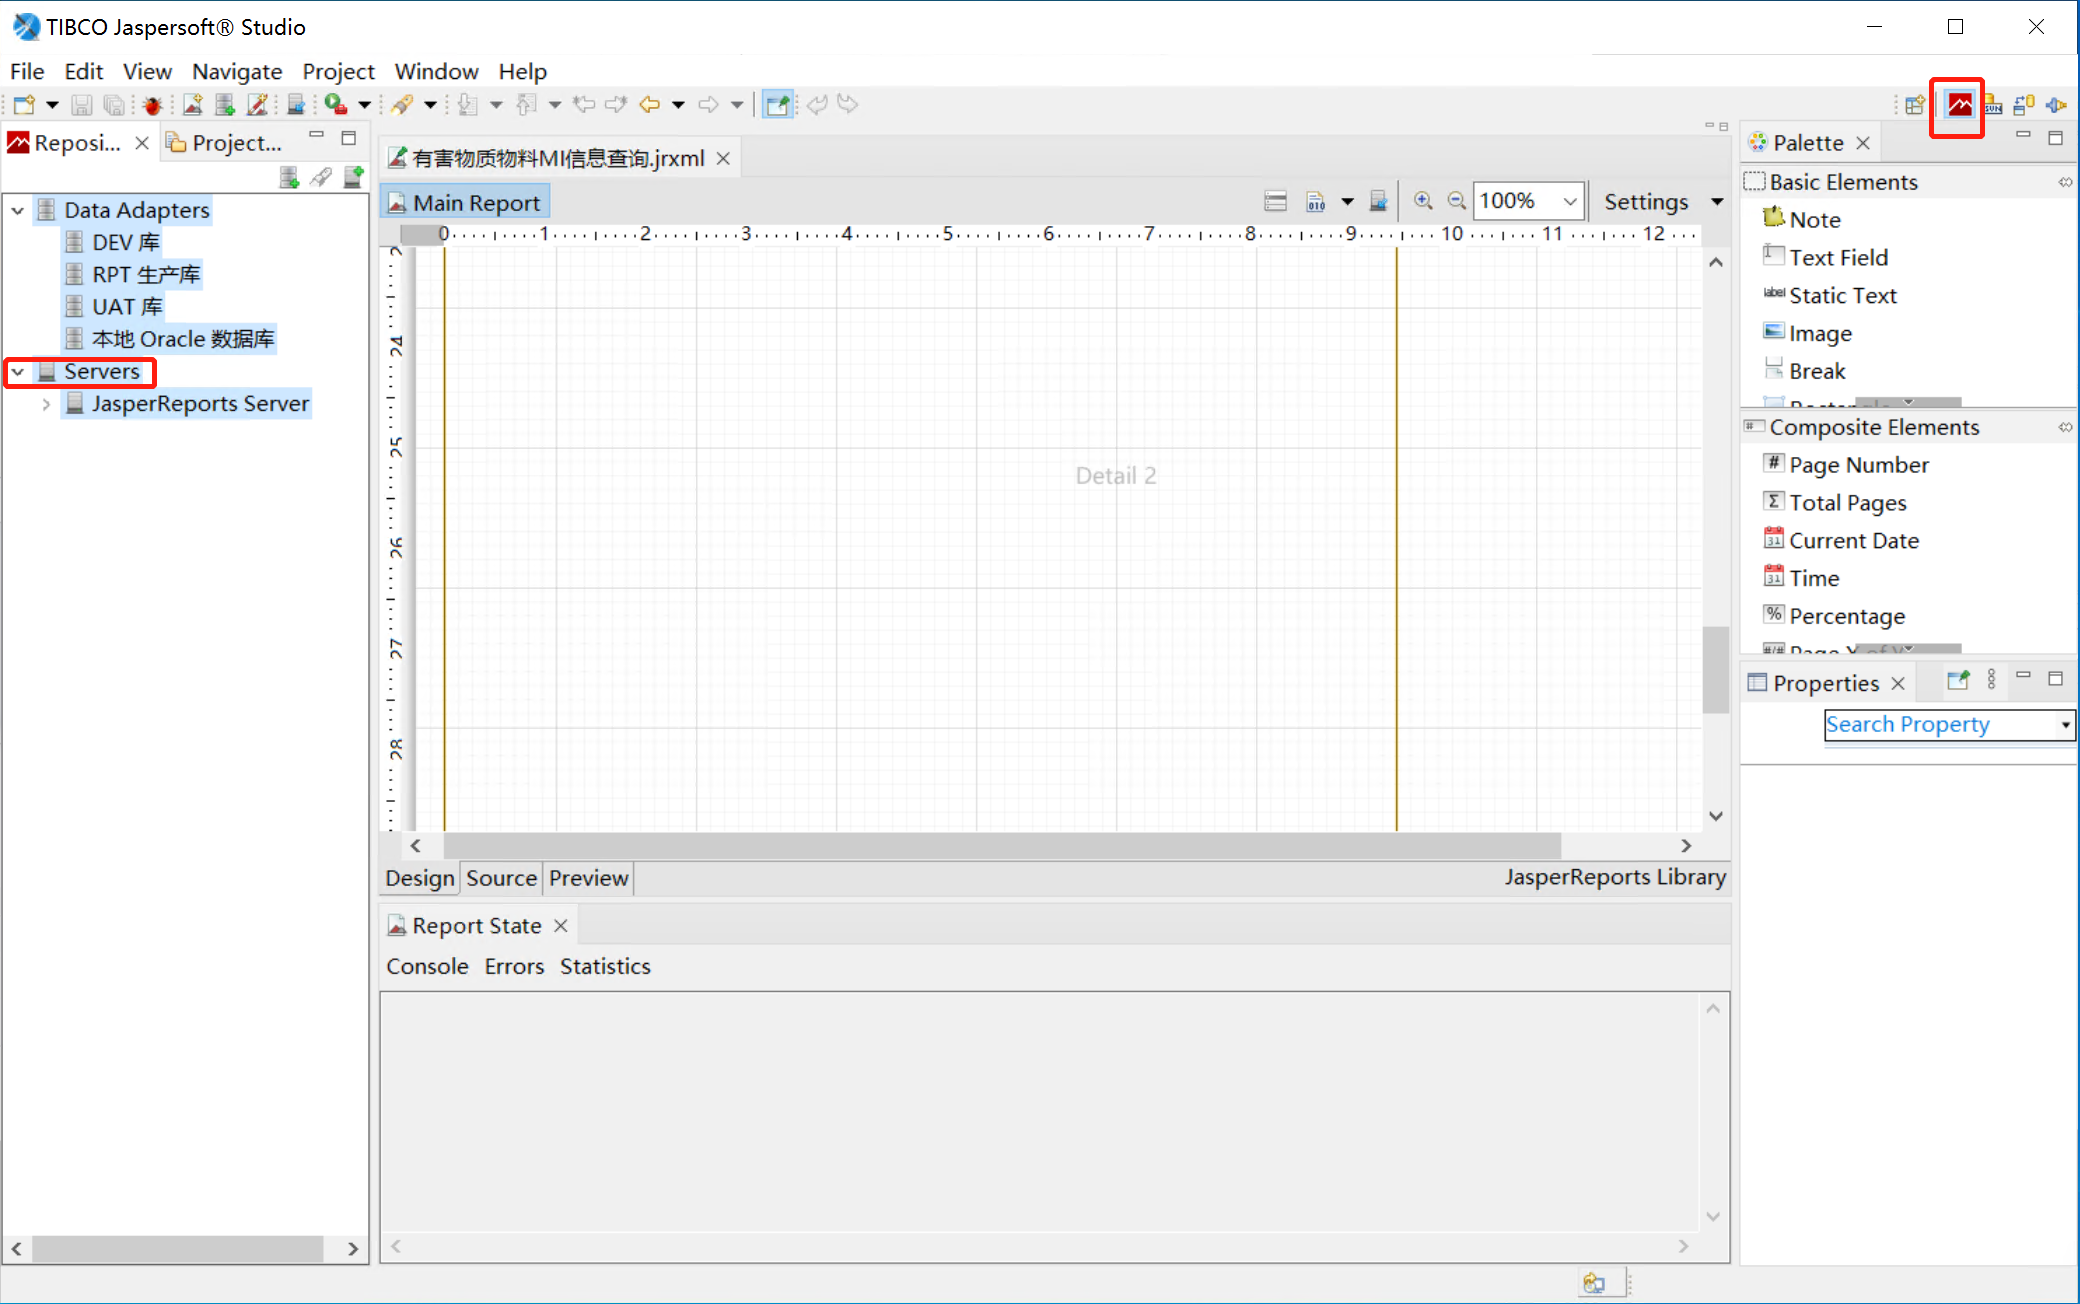 TIBCO Jaspersoft® Studio
File Edit View Navigate Project Window Help
Reposi... Project...
Data Adapters
DEV 库
RPT 生产库
UAT 库
本地 Oracle 数据库
Servers
JasperReports Server
有害物质物料MI信息查询.jrxml
Main Report
100%
Settings
0 1 2 3 4 5 6 7 8 9 10 11 12
24
25
26
27
28
Detail 2
Design Source Preview
JasperReports Library
Report State
Console Errors Statistics
Palette
Basic Elements
Note
Text Field
label Static Text
Image
Break
Composite Elements
# Page Number
Σ Total Pages
31 Current Date
31 Time
% Percentage
Properties
Search Property